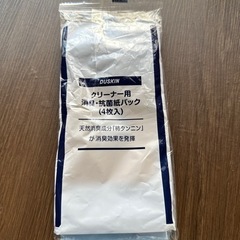 DUSKIN
クリーナー用
消臭・抗菌紙パック
(4枚入)
天然消臭成分「柿タンニン」
が消臭効果を発揮